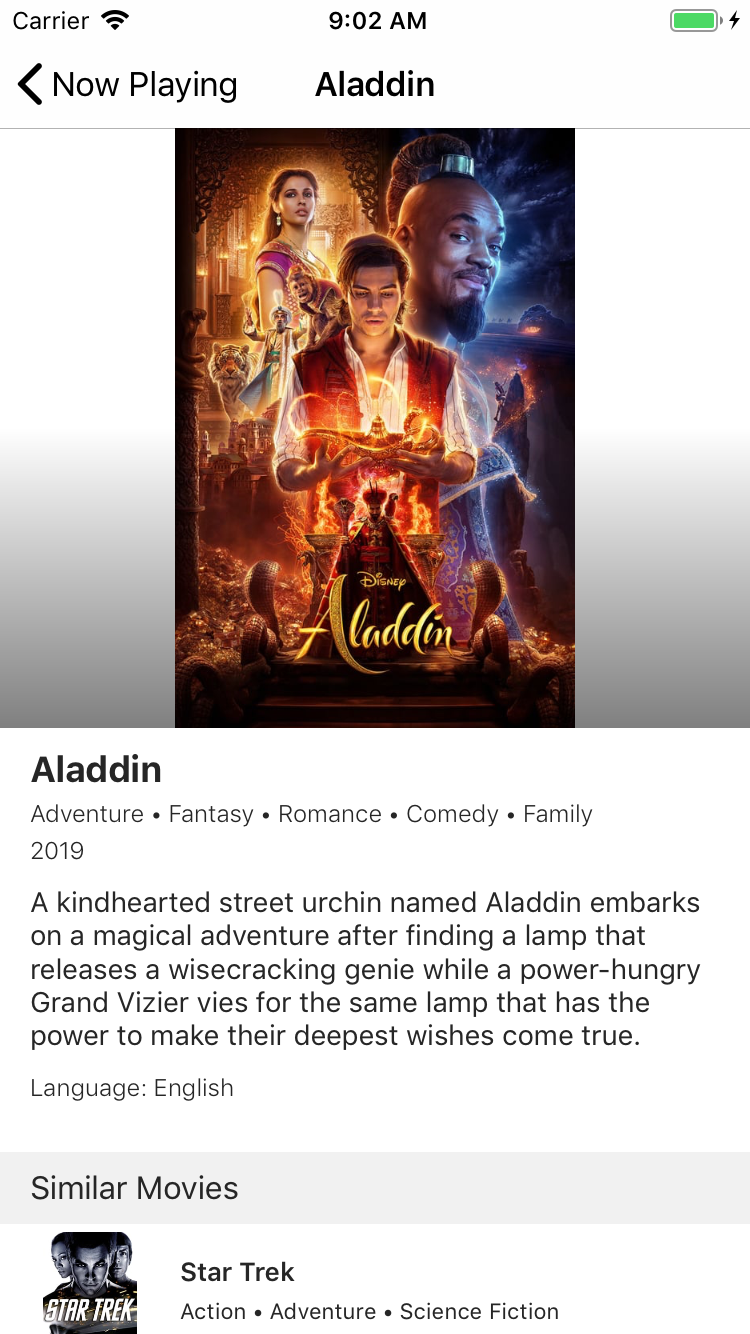 Carrier 9:02 AM
Now Playing Aladdin
Disney
Aladdin
Aladdin
Adventure • Fantasy • Romance • Comedy • Family
2019
A kindhearted street urchin named Aladdin embarks
on a magical adventure after finding a lamp that
releases a wisecracking genie while a power-hungry
Grand Vizier vies for the same lamp that has the
power to make their deepest wishes come true.
Language: English
Similar Movies
STAR TREK
Star Trek
Action • Adventure • Science Fiction